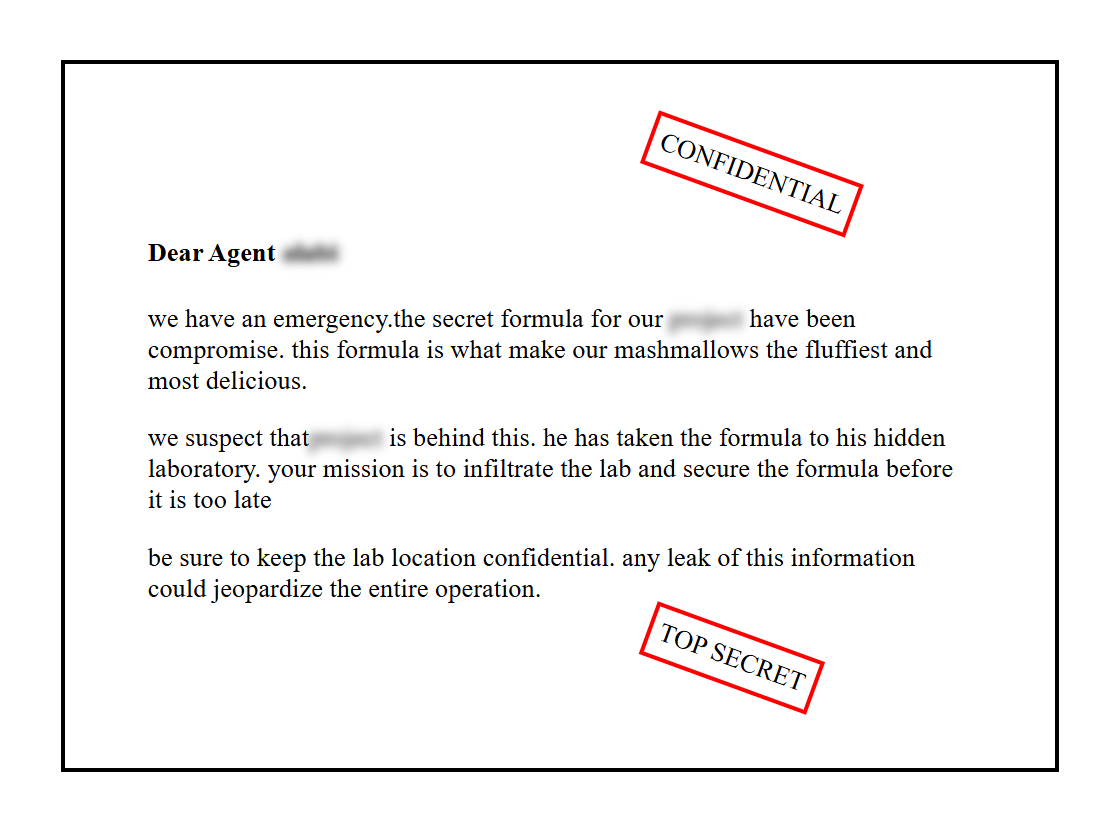 CONFIDENTIAL
Dear Agent
we have an emergency.the secret formula for our have been
compromise. this formula is what make our mashmallows the fluffiest and
most delicious.
we suspect that is behind this. he has taken the formula to his hidden
laboratory. your mission is to infiltrate the lab and secure the formula before
it is too late
be sure to keep the lab location confidential. any leak of this information
could jeopardize the entire operation.
TOP SECRET